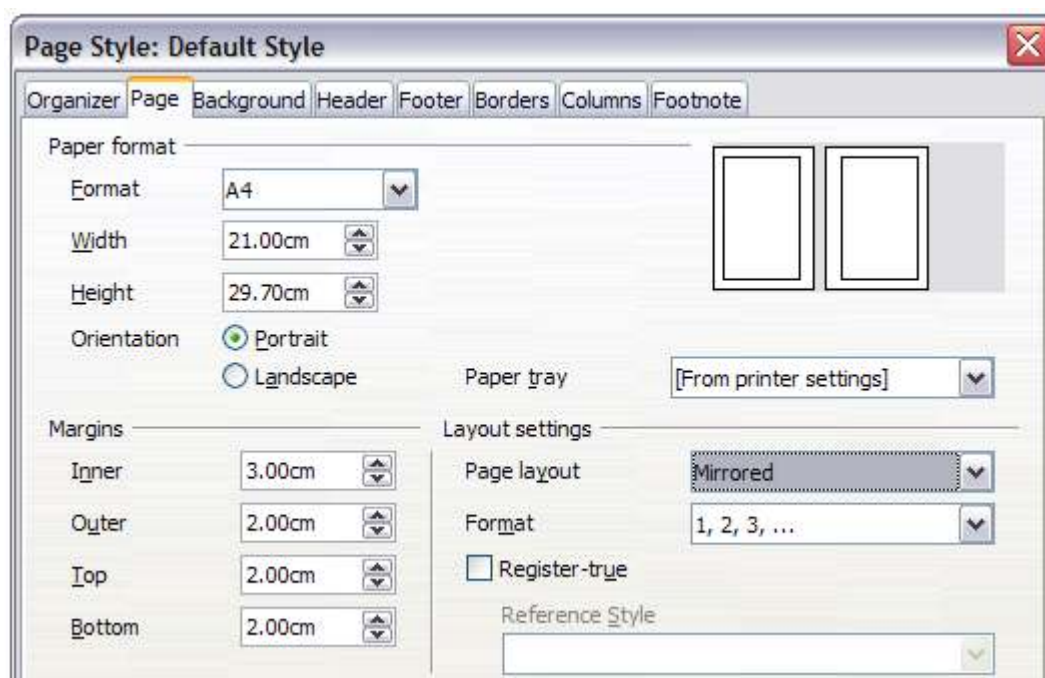 Page Style: Default Style
Organizer Page Background Header Footer Borders Columns Footnote
Paper format
Format A4
Width 21.00cm
Height 29.70cm
Orientation Portrait
Landscape
Paper tray [From printer settings]
Margins
Inner 3.00cm
Outer 2.00cm
Top 2.00cm
Bottom 2.00cm
Layout settings
Page layout Mirrored
Format 1, 2, 3, ...
Register-true
Reference Style